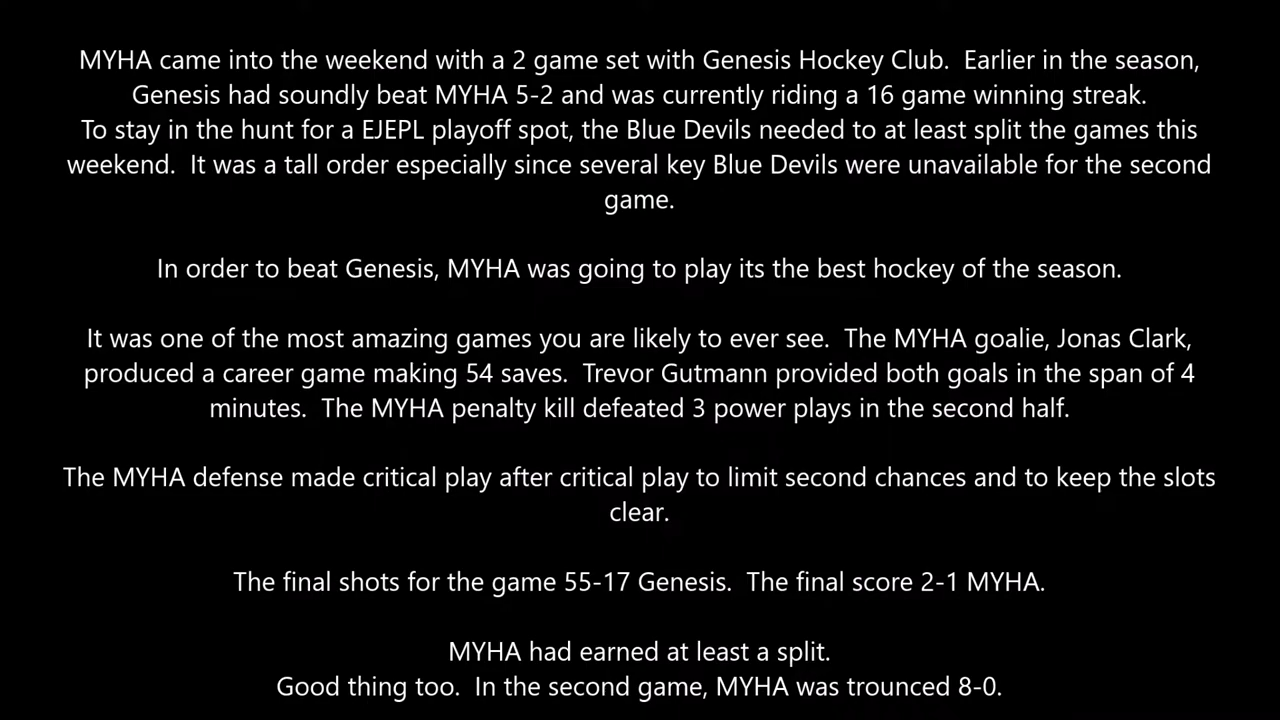 MYHA came into the weekend with a 2 game set with Genesis Hockey Club.  Earlier in the season,
Genesis had soundly beat MYHA 5-2 and was currently riding a 16 game winning streak.
To stay in the hunt for a EJEPL playoff spot, the Blue Devils needed to at least split the games this
weekend.  It was a tall order especially since several key Blue Devils were unavailable for the second
game.
In order to beat Genesis, MYHA was going to play its the best hockey of the season.
It was one of the most amazing games you are likely to ever see.  The MYHA goalie, Jonas Clark,
produced a career game making 54 saves.  Trevor Gutmann provided both goals in the span of 4
minutes.  The MYHA penalty kill defeated 3 power plays in the second half.
The MYHA defense made critical play after critical play to limit second chances and to keep the slots
clear.
The final shots for the game 55-17 Genesis.  The final score 2-1 MYHA.
MYHA had earned at least a split.
Good thing too.  In the second game, MYHA was trounced 8-0.